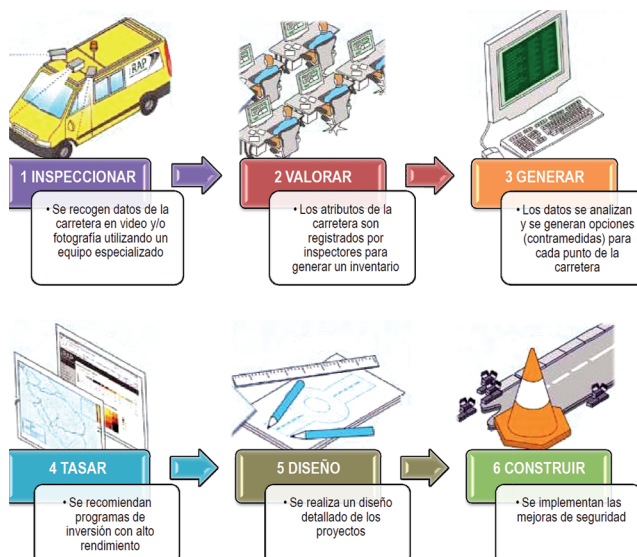 iRAP
1 INSPECCIONAR
• Se recogen datos de la
carretera en video y/o
fotografía utilizando un
equipo especializado
2 VALORAR
• Los atributos de la
carretera son
registrados por
inspectores para
generar un inventario
3 GENERAR
• Los datos se analizan
y se generan opciones
(contramedidas) para
cada punto de la
carretera
4 TASAR
• Se recomiendan
programas de
inversión con alto
rendimiento
5 DISEÑO
• Se realiza un diseño
detallado de los
proyectos
6 CONSTRUIR
• Se implementan las
mejoras de seguridad